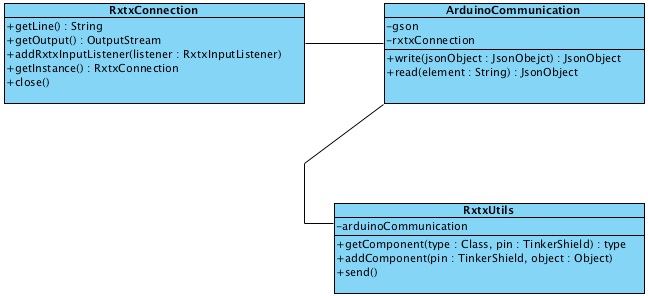 RxtxConnection
+getLine() : String
+getOutput() : OutputStream
+addRxtxInputListener(listener : RxtxInputListener)
+getInstance() : RxtxConnection
+close()
ArduinoCommunication
-gson
-rxtxConnection
+write(jsonObject : JsonObejct) : JsonObject
+read(element : String) : JsonObject
RxtxUtils
-arduinoCommunication
+getComponent(type : Class, pin : TinkerShield) : type
+addComponent(pin : TinkerShield, object : Object)
+send()